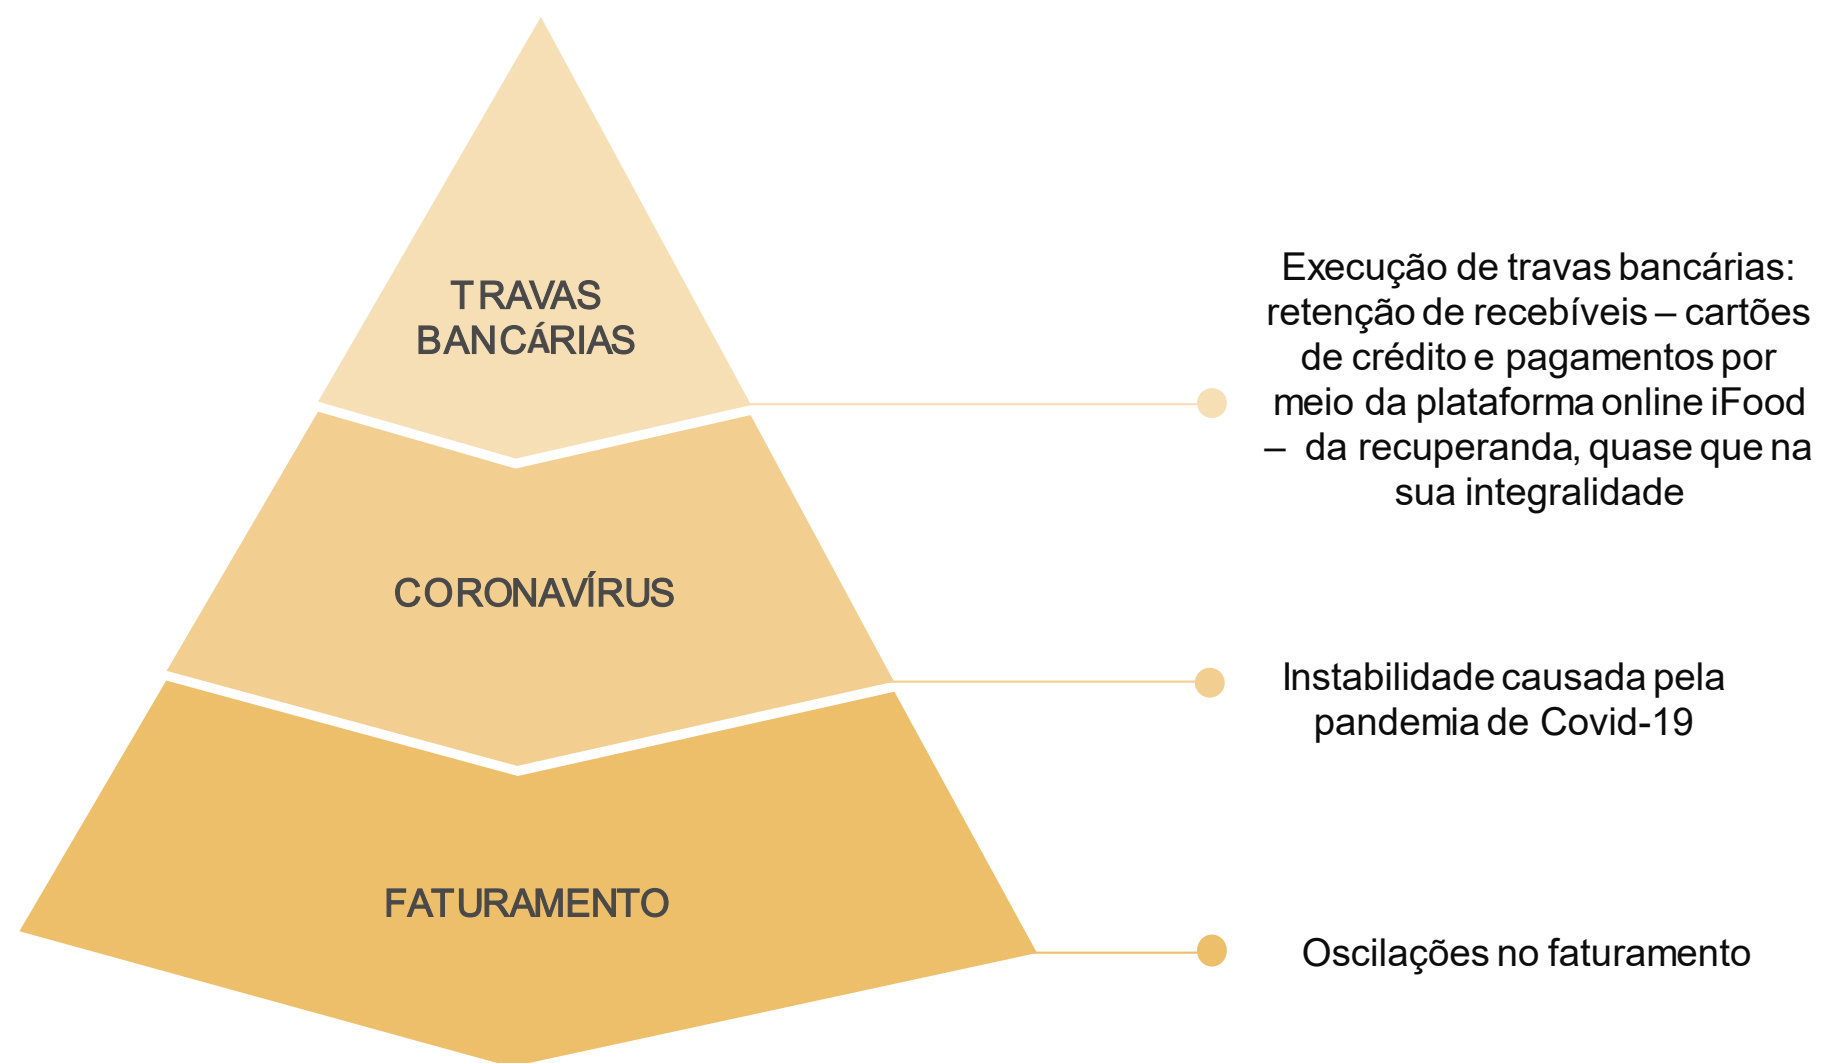 TRAVAS
BANCÁRIAS
Execução de travas bancárias:
retenção de recebíveis – cartões
de crédito e pagamentos por
meio da plataforma online iFood
– da recuperanda, quase que na
sua integralidade
CORONAVÍRUS
Instabilidade causada pela
pandemia de Covid-19
FATURAMENTO
Oscilações no faturamento